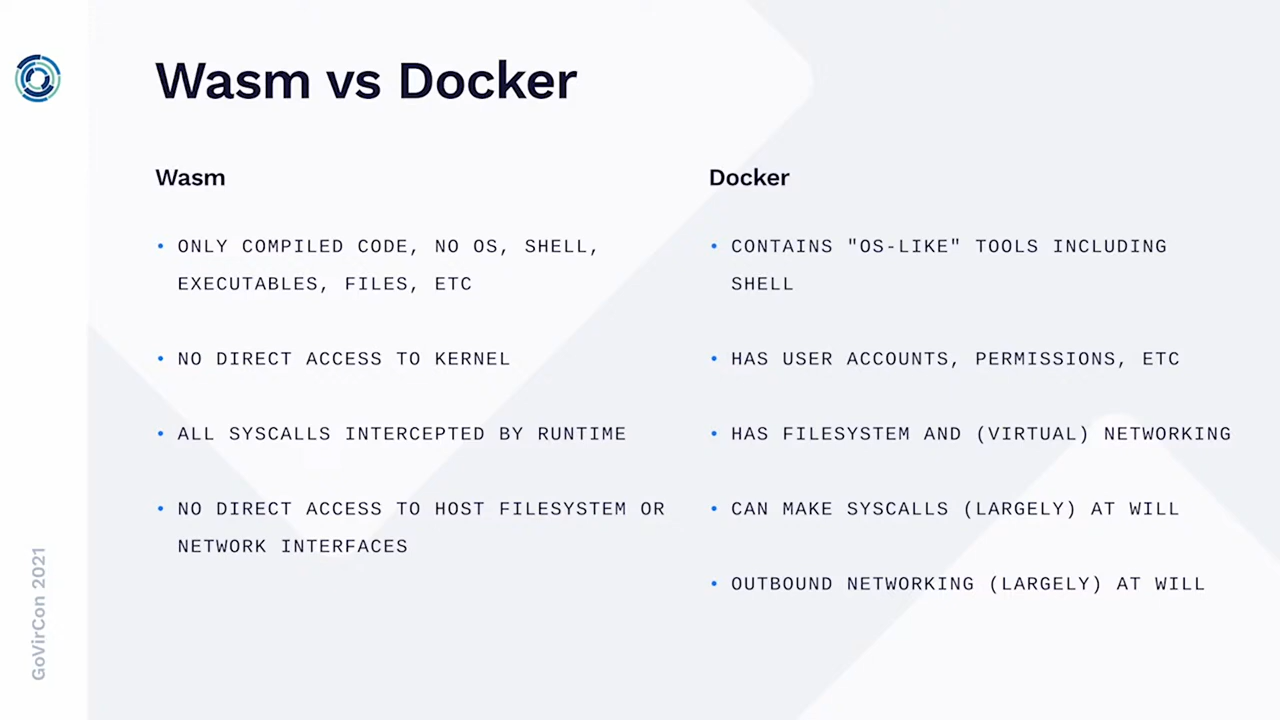 Wasm vs Docker
Wasm
• ONLY COMPILED CODE, NO OS, SHELL,
EXECUTABLES, FILES, ETC
• NO DIRECT ACCESS TO KERNEL
• ALL SYSCALLS INTERCEPTED BY RUNTIME
• NO DIRECT ACCESS TO HOST FILESYSTEM OR
NETWORK INTERFACES
Docker
• CONTAINS "OS-LIKE" TOOLS INCLUDING
SHELL
• HAS USER ACCOUNTS, PERMISSIONS, ETC
• HAS FILESYSTEM AND (VIRTUAL) NETWORKING
• CAN MAKE SYSCALLS (LARGELY) AT WILL
• OUTBOUND NETWORKING (LARGELY) AT WILL
GoVirCon 2021